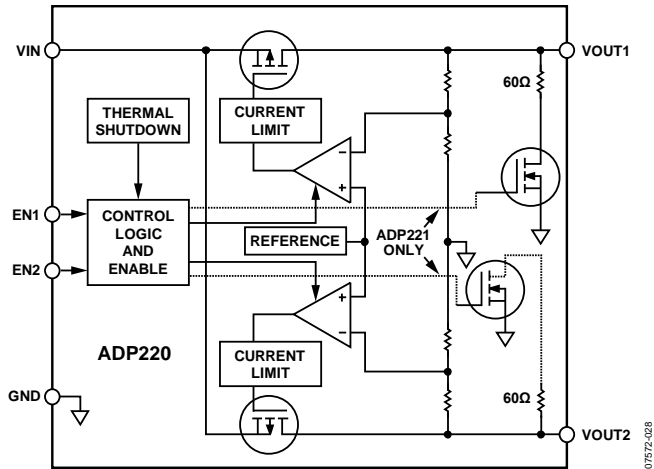 VIN
VOUT1
60Ω
THERMAL
SHUTDOWN
CURRENT
LIMIT
–
+
EN1
EN2
CONTROL
LOGIC
AND
ENABLE
REFERENCE
ADP221
ONLY
+
–
ADP220
CURRENT
LIMIT
60Ω
GND
VOUT2
07572-028